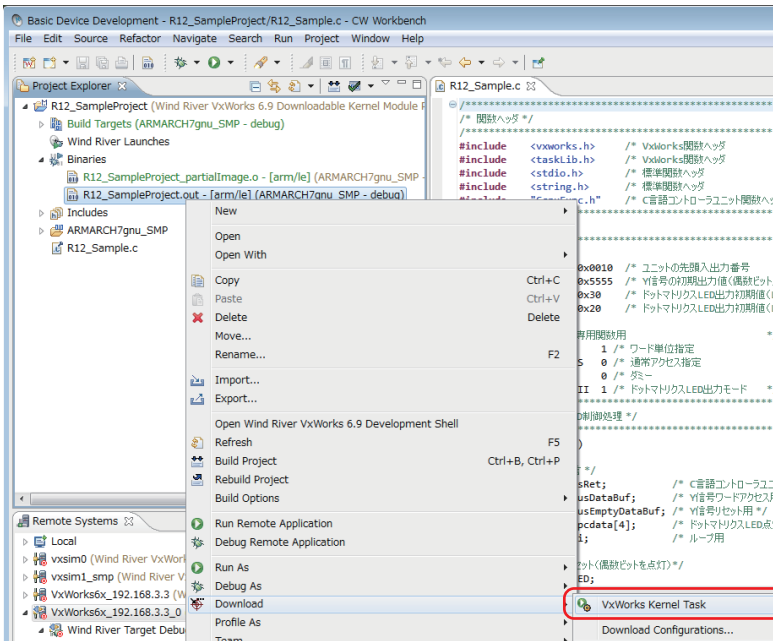 Basic Device Development - R12_SampleProject/R12_Sample.c - CW Workbench
File Edit Source Refactor Navigate Search Run Project Window Help
Project Explorer
R12_SampleProject (Wind River VxWorks 6.9 Downloadable Kernel Module P
Build Targets (ARMARCH7gnu_SMP - debug)
Wind River Launches
Binaries
R12_SampleProject_partialImage.o - [arm/le] (ARMARCH7gnu_SMP -
R12_SampleProject.out - [arm/le] (ARMARCH7gnu_SMP - debug)
Includes
ARMARCH7gnu_SMP
R12_Sample.c
New
Open
Open With
Copy Ctrl+C
Paste Ctrl+V
Delete Delete
Move...
Rename... F2
Import...
Export...
Open Wind River VxWorks 6.9 Development Shell
Refresh F5
Build Project Ctrl+B, Ctrl+P
Rebuild Project
Build Options
Run Remote Application
Debug Remote Application
Run As
Debug As
Download
Profile As
Team
VxWorks Kernel Task
Download Configurations...
Remote Systems
Local
vxsim0 (Wind River VxWor
vxsim1_smp (Wind River V
VxWorks6x_192.168.3.3 (W
VxWorks6x_192.168.3.3_0
Wind River Target Debu
R12_Sample.c
/****************************************
/* 関数ヘッダ */
/****************************************
#include <vxworks.h> /* VxWorks関数ヘッダ
#include <taskLib.h> /* VxWorks関数ヘッダ
#include <stdio.h> /* 標準関数ヘッダ
#include <string.h> /* 標準関数ヘッダ
/* C言語コントローラユニット関数ヘッ
0x0010 /* ユニットの先頭入出力番号
0x5555 /* Y信号の初期出力値(偶数ビット
0x30 /* ドットマトリクスLED出力初期値(
0x20 /* ドットマトリクスLED出力初期値(
専用関数用 *
1 /* ワード単位指定
S 0 /* 通常アクセス指定
0 /* ダミー
II 1 /* ドットマトリクスLED出力モード *
の制御処理 */
)
*/
sRet; /* C言語コントローラユニ
usDataBuf; /* Y信号ワードアクセス用
usEmptyDataBuf; /* Y信号リセット用 */
pcdata[4]; /* ドットマトリクスLED点
i; /* ループ用
セット(偶数ビットを点灯)*/
ED;